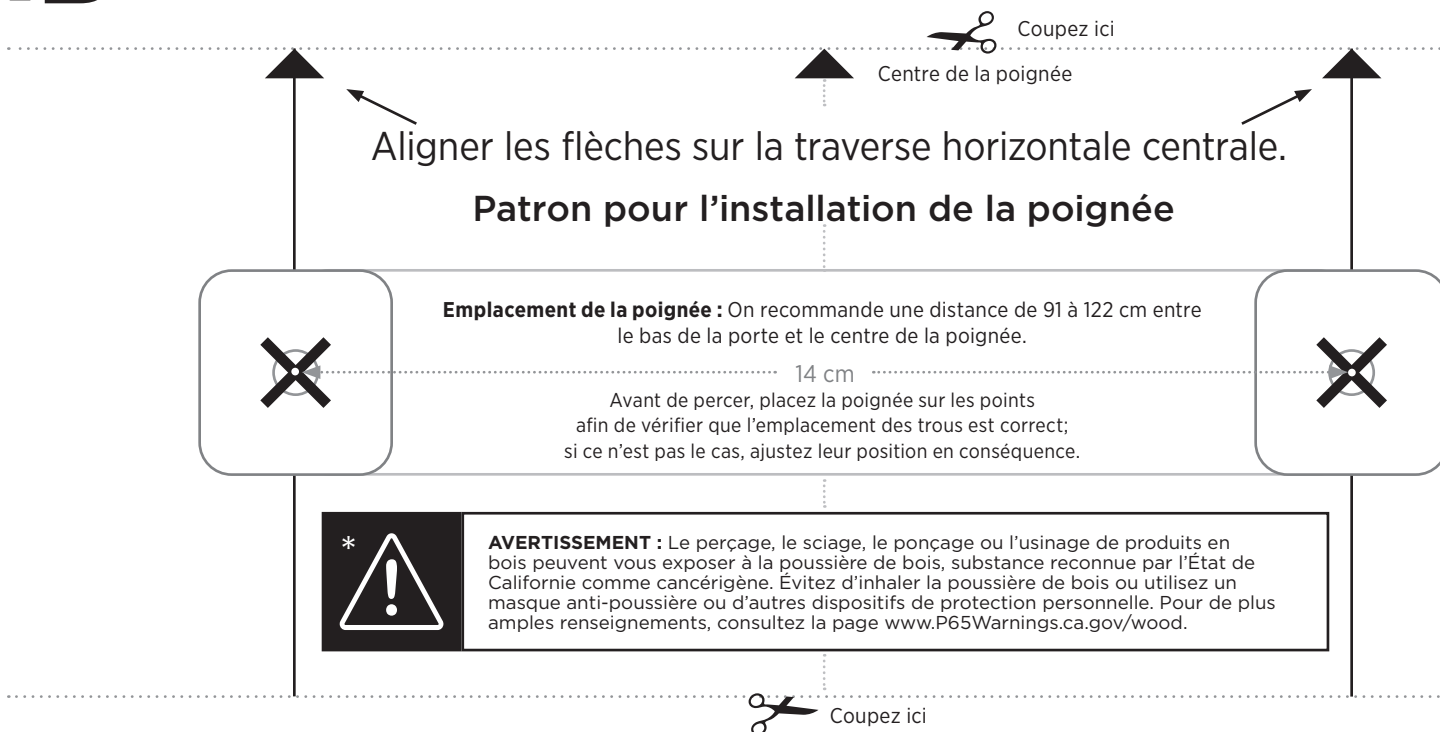 Coupez ici
Centre de la poignée
Aligner les flèches sur la traverse horizontale centrale.
Patron pour l'installation de la poignée
Emplacement de la poignée : On recommande une distance de 91 à 122 cm entre
le bas de la porte et le centre de la poignée.
14 cm
Avant de percer, placez la poignée sur les points
afin de vérifier que l'emplacement des trous est correct;
si ce n'est pas le cas, ajustez leur position en conséquence.
*
AVERTISSEMENT : Le perçage, le sciage, le ponçage ou l'usinage de produits en
bois peuvent vous exposer à la poussière de bois, substance reconnue par l'État de
Californie comme cancérigène. Évitez d'inhaler la poussière de bois ou utilisez un
masque anti-poussière ou d'autres dispositifs de protection personnelle. Pour de plus
amples renseignements, consultez la page www.P65Warnings.ca.gov/wood.
Coupez ici